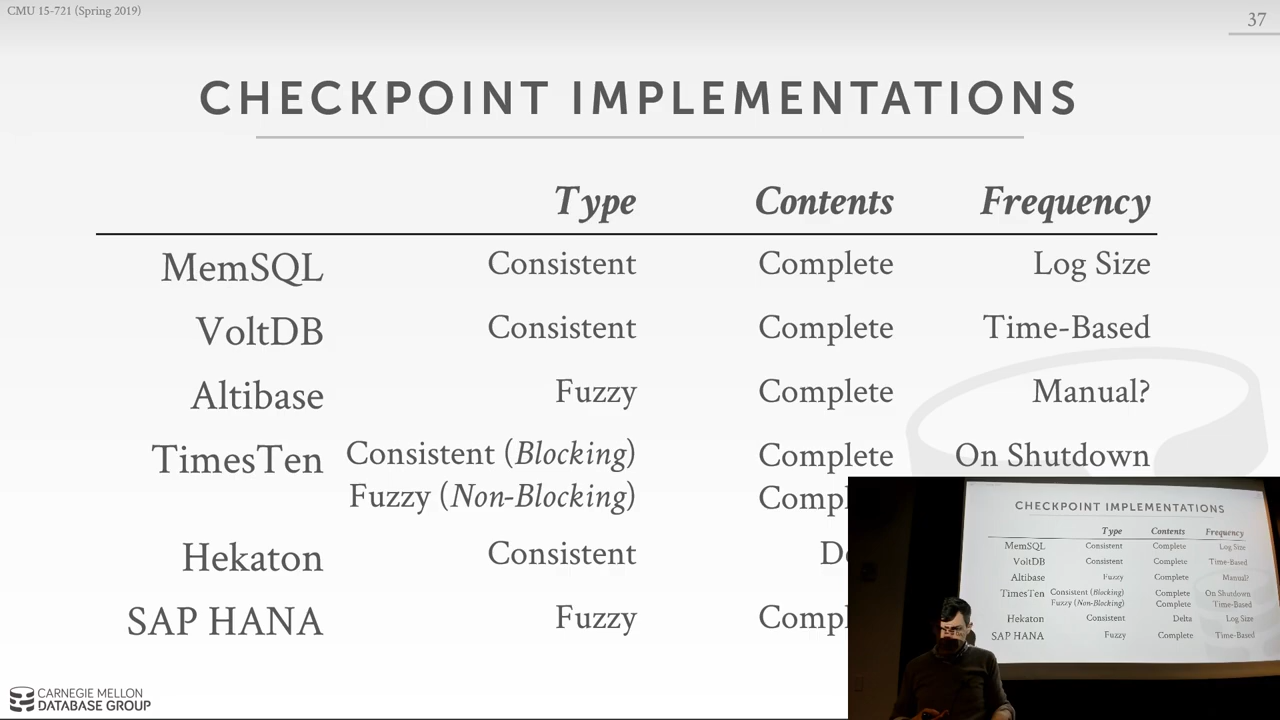 CMU 15-721 (Spring 2019)
37
CHECKPOINT IMPLEMENTATIONS
Type Contents Frequency
MemSQL Consistent Complete Log Size
VoltDB Consistent Complete Time-Based
Altibase Fuzzy Complete Manual?
TimesTen Consistent (Blocking) Complete On Shutdown
Fuzzy (Non-Blocking) Compl
Hekaton Consistent D
SAP HANA Fuzzy Compl
CARNEGIE MELLON
DATABASE GROUP
CHECKPOINT IMPLEMENTATIONS
Type Contents Frequency
MemSQL Consistent Complete Log Size
VoltDB Consistent Complete Time-Based
Altibase Fuzzy Complete Manual?
TimesTen Consistent (Blocking) Complete On Shutdown
Fuzzy (Non-Blocking) Complete Time-Based
Hekaton Consistent Delta Log Size
SAP HANA Fuzzy Complete Time-Based